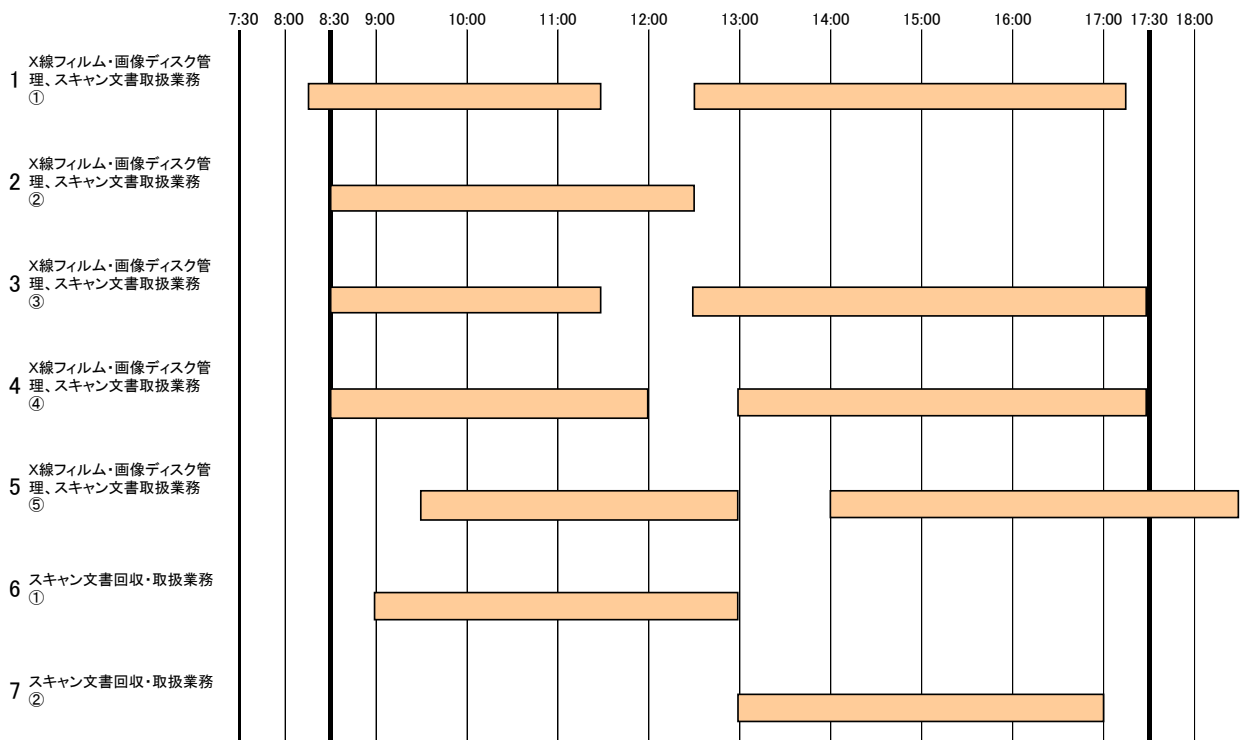 7:30 8:00 8:30 9:00 10:00 11:00 12:00 13:00 14:00 15:00 16:00 17:00 17:30 18:00
1
X線フィルム・画像ディスク管
理、スキャン文書取扱業務
①
2
X線フィルム・画像ディスク管
理、スキャン文書取扱業務
②
3
X線フィルム・画像ディスク管
理、スキャン文書取扱業務
③
4
X線フィルム・画像ディスク管
理、スキャン文書取扱業務
④
5
X線フィルム・画像ディスク管
理、スキャン文書取扱業務
⑤
6
スキャン文書回収・取扱業務
①
7
スキャン文書回収・取扱業務
②